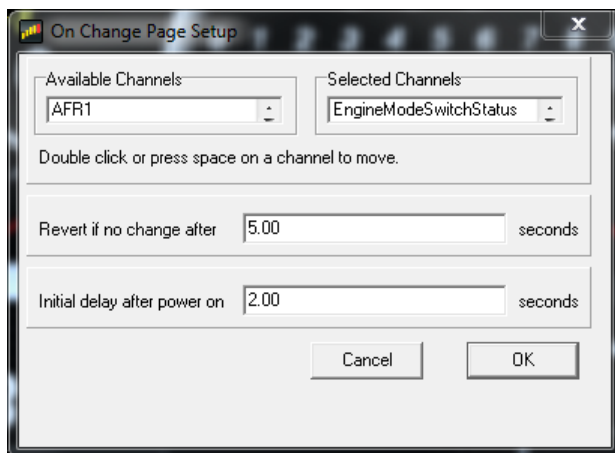 On Change Page Setup
Available Channels
Selected Channels
AFR1
EngineModeSwitchStatus
Double click or press space on a channel to move.
Revert if no change after 5.00 seconds
Initial delay after power on 2.00 seconds
Cancel OK